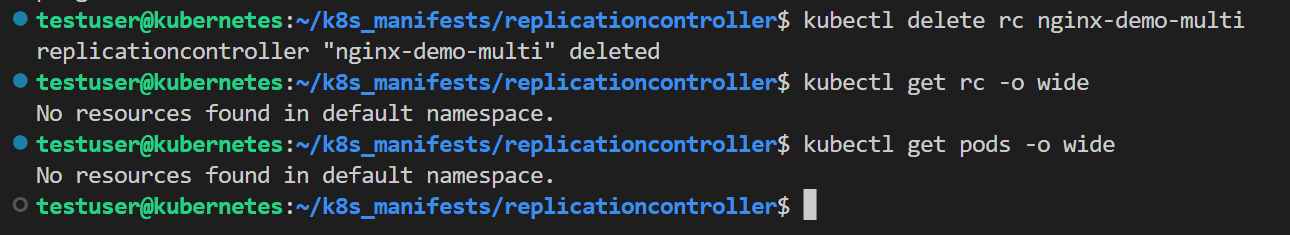 testuser@kubernetes:~/k8s_manifests/replicationcontroller$ kubectl delete rc nginx-demo-multi
replicationcontroller "nginx-demo-multi" deleted
testuser@kubernetes:~/k8s_manifests/replicationcontroller$ kubectl get rc -o wide
No resources found in default namespace.
testuser@kubernetes:~/k8s_manifests/replicationcontroller$ kubectl get pods -o wide
No resources found in default namespace.
testuser@kubernetes:~/k8s_manifests/replicationcontroller$